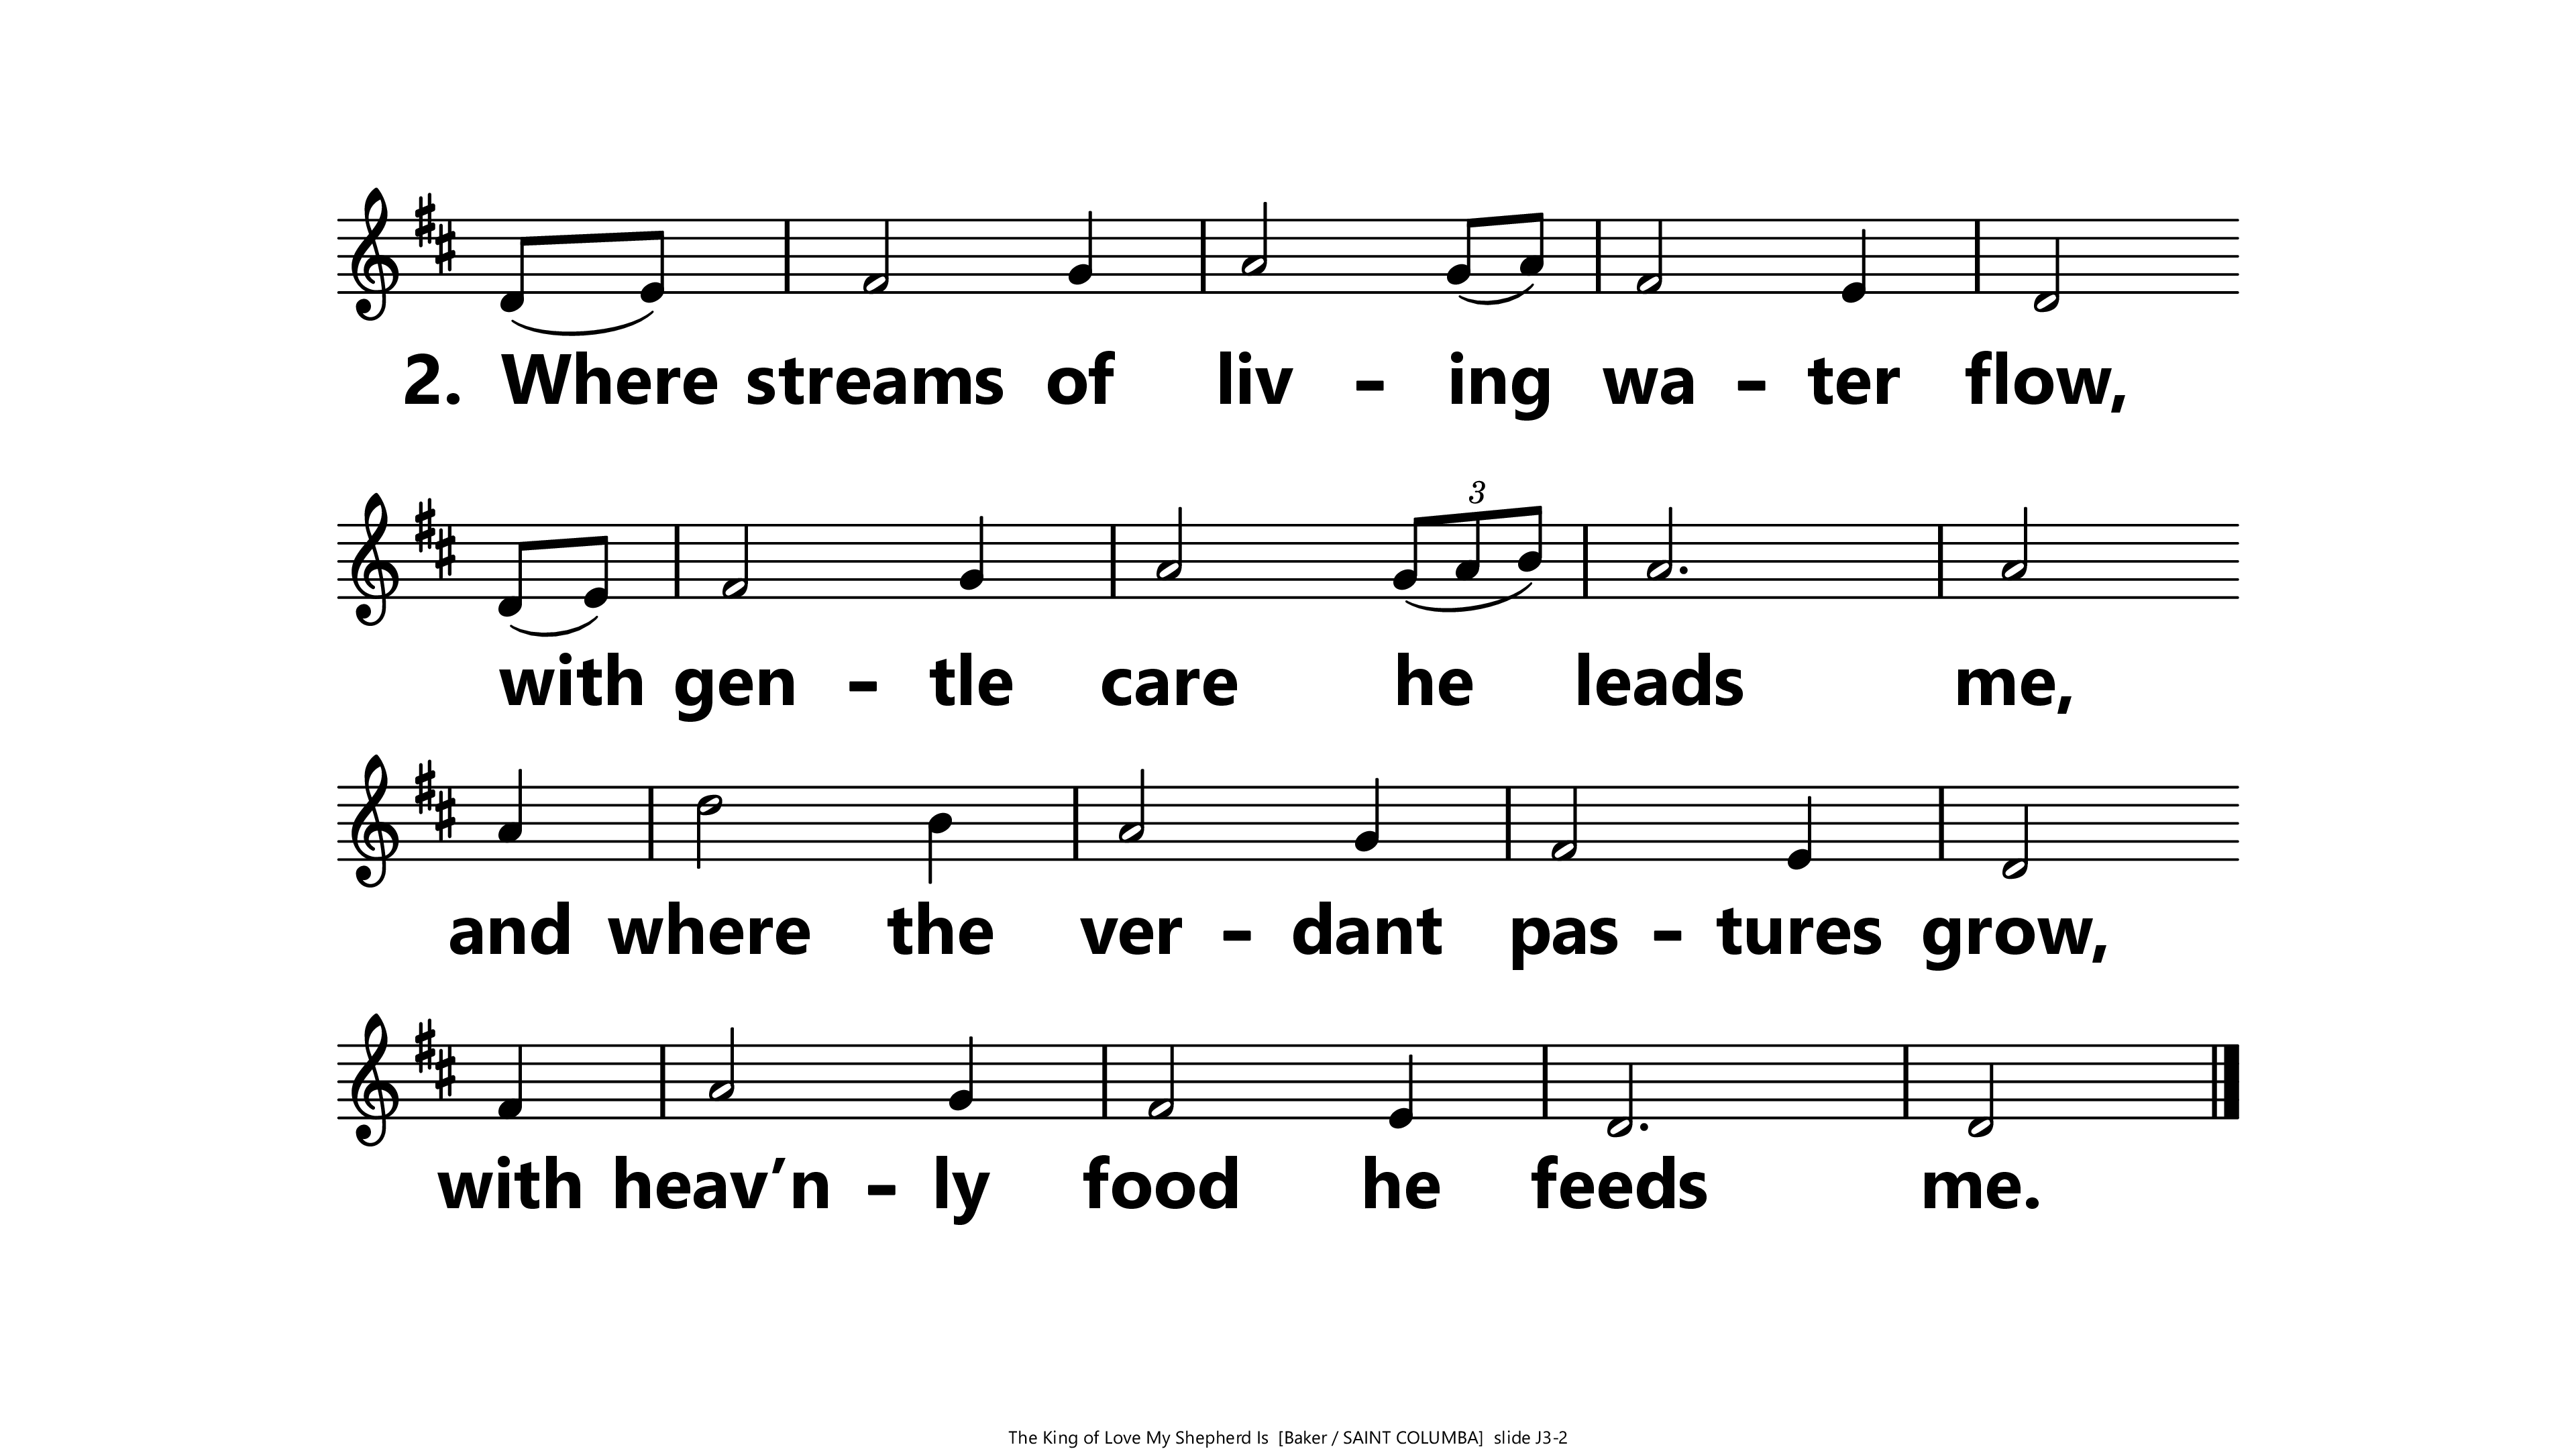 2. Where streams of liv - ing wa - ter flow,
3
with gen - tle care he leads me,
and where the ver - dant pas - tures grow,
with heav’n - ly food he feeds me.
The King of Love My Shepherd Is [Baker / SAINT COLUMBA] slide J3-2